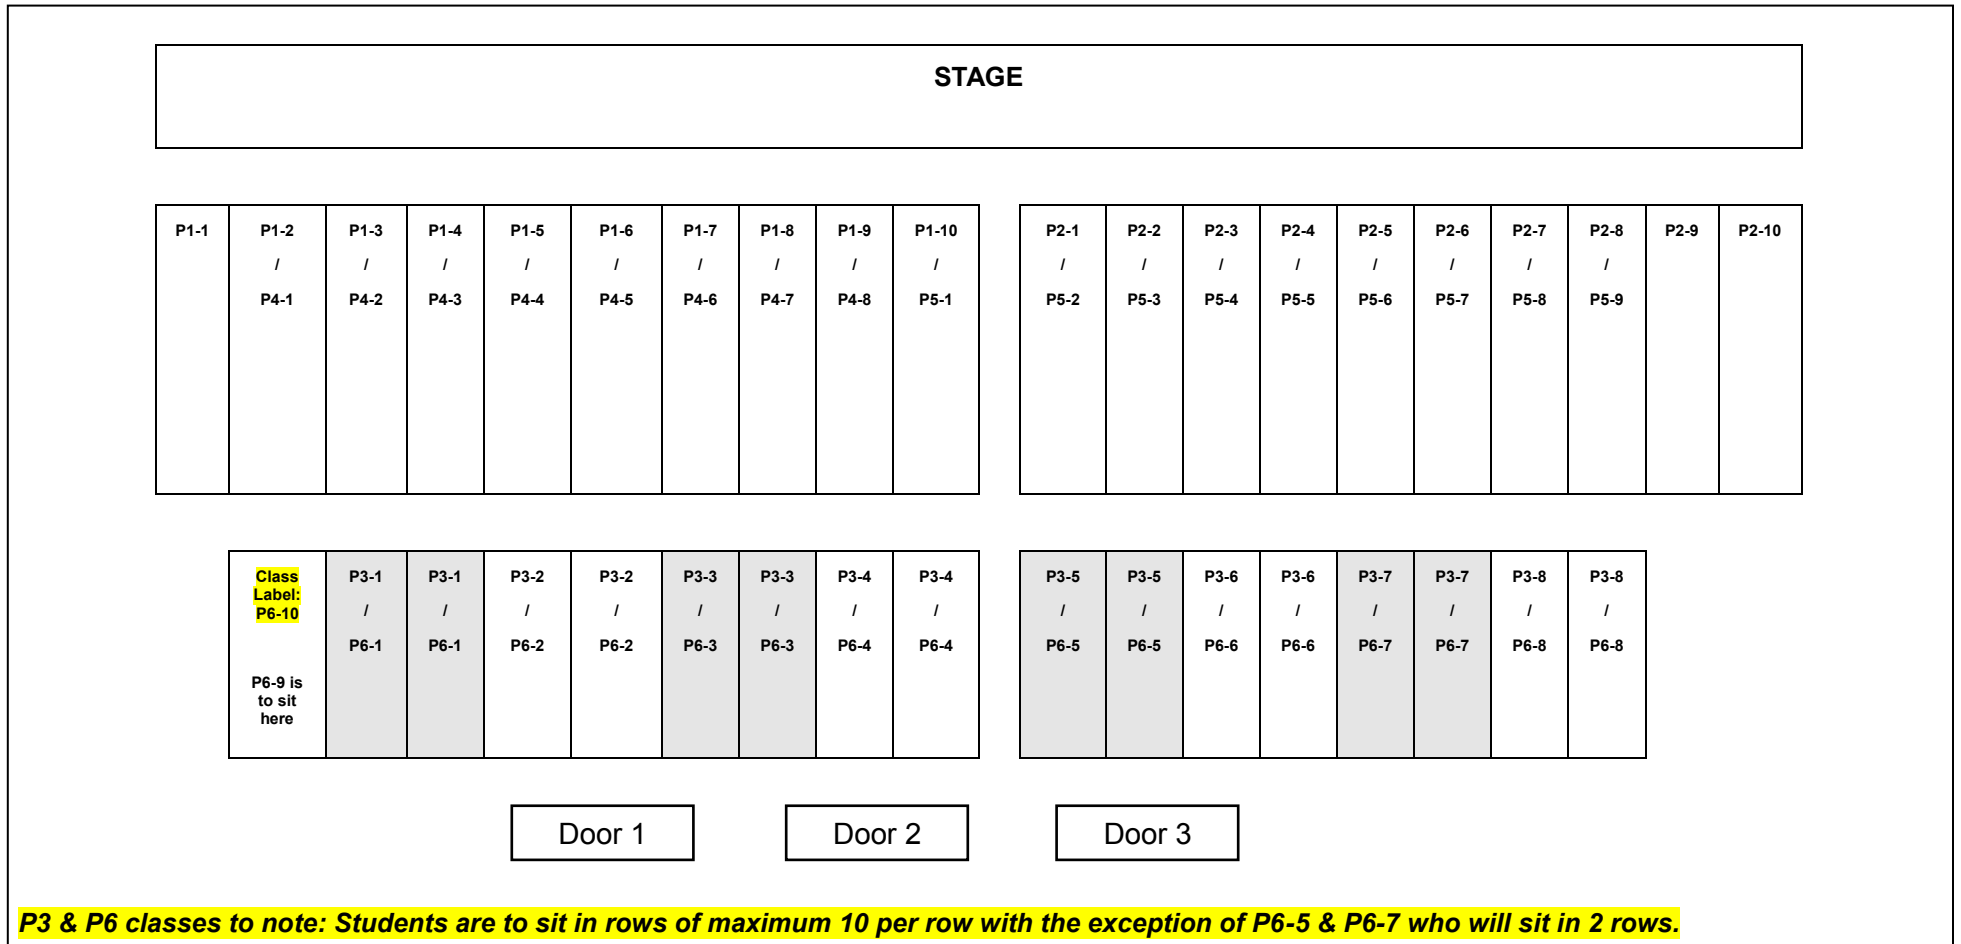 STAGE
P1-1 P1-2 P1-3 P1-4 P1-5 P1-6 P1-7 P1-8 P1-9 P1-10 P2-1 P2-2 P2-3 P2-4 P2-5 P2-6 P2-7 P2-8 P2-9 P2-10
/ / / / / / / / / / / / / / / / /
P4-1 P4-2 P4-3 P4-4 P4-5 P4-6 P4-7 P4-8 P5-1 P5-2 P5-3 P5-4 P5-5 P5-6 P5-7 P5-8 P5-9
Class P3-1 P3-1 P3-2 P3-2 P3-3 P3-3 P3-4 P3-4 P3-5 P3-5 P3-6 P3-6 P3-7 P3-7 P3-8 P3-8
Label:
P6-10 / / / / / / / / / / / / / / / /
P6-1 P6-1 P6-2 P6-2 P6-3 P6-3 P6-4 P6-4 P6-5 P6-5 P6-6 P6-6 P6-7 P6-7 P6-8 P6-8
P6-9 is
to sit
here
Door 1 Door 2 Door 3
P3 & P6 classes to note: Students are to sit in rows of maximum 10 per row with the exception of P6-5 & P6-7 who will sit in 2 rows.